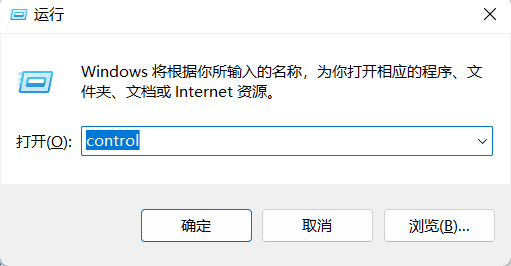 运行
Windows 将根据你所输入的名称，为你打开相应的程序、文
件夹、文档或 Internet 资源。
打开(O): control
确定 取消 浏览(B)...